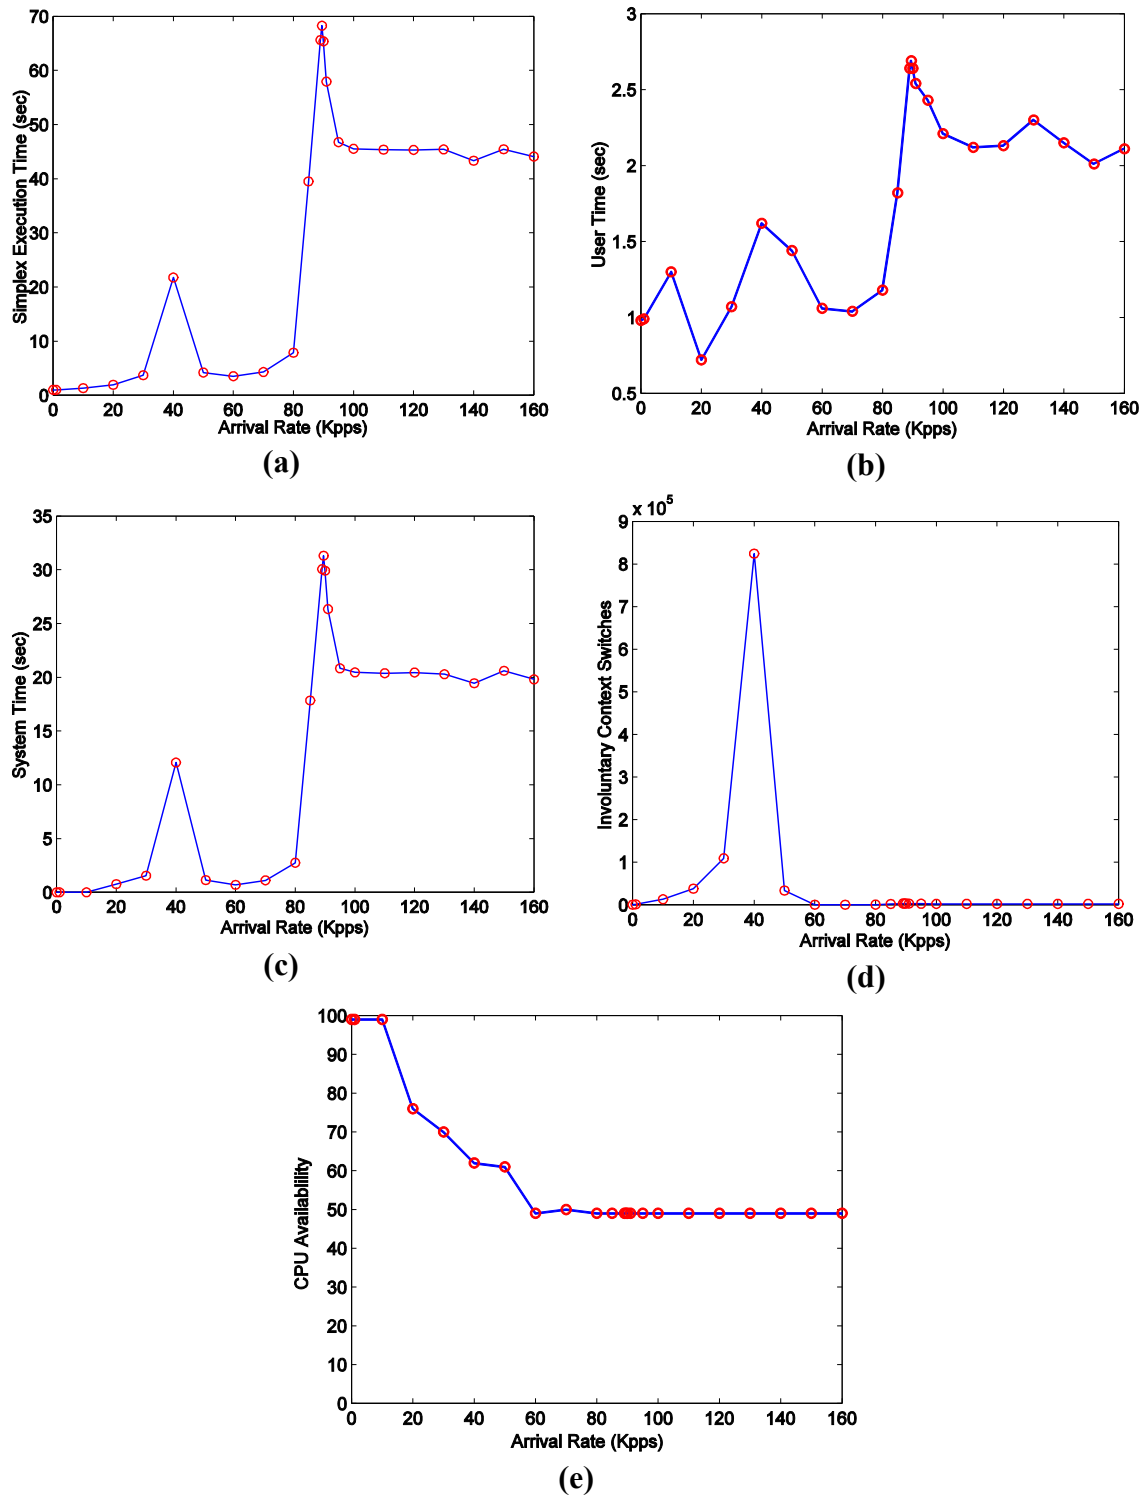 70
60
50
40
30
20
10
0
Simplex Execution Time (sec)
0 20 40 60 80 100 120 140 160
Arrival Rate (Kpps)
(a)
3
2.5
2
1.5
1
0.5
User Time (sec)
0 20 40 60 80 100 120 140 160
Arrival Rate (Kpps)
(b)
35
30
25
20
15
10
5
0
System Time (sec)
0 20 40 60 80 100 120 140 160
Arrival Rate (Kpps)
(c)
x 10^5
9
8
7
6
5
4
3
2
1
0
Involuntary Context Switches
0 20 40 60 80 100 120 140 160
Arrival Rate (Kpps)
(d)
100
90
80
70
60
50
40
30
20
10
0
CPU Availablility
0 20 40 60 80 100 120 140 160
Arrival Rate (Kpps)
(e)